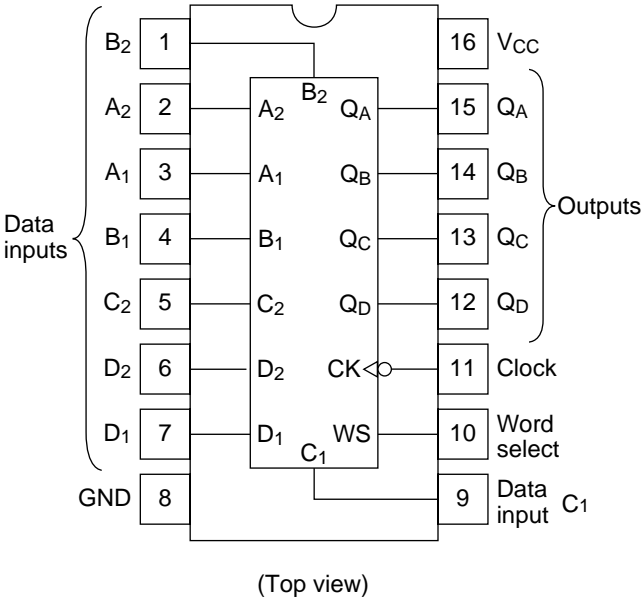 B2 1
16 VCC
B2
A2 2 A2
QA 15 QA
A1 3 A1
QB 14 QB
Data
inputs
B1 4 B1
QC 13 QC
Outputs
C2 5 C2
QD 12 QD
D2 6 D2
CK 11 Clock
D1 7 D1
WS 10 Word
select
C1
GND 8
9 Data
input C1
(Top view)